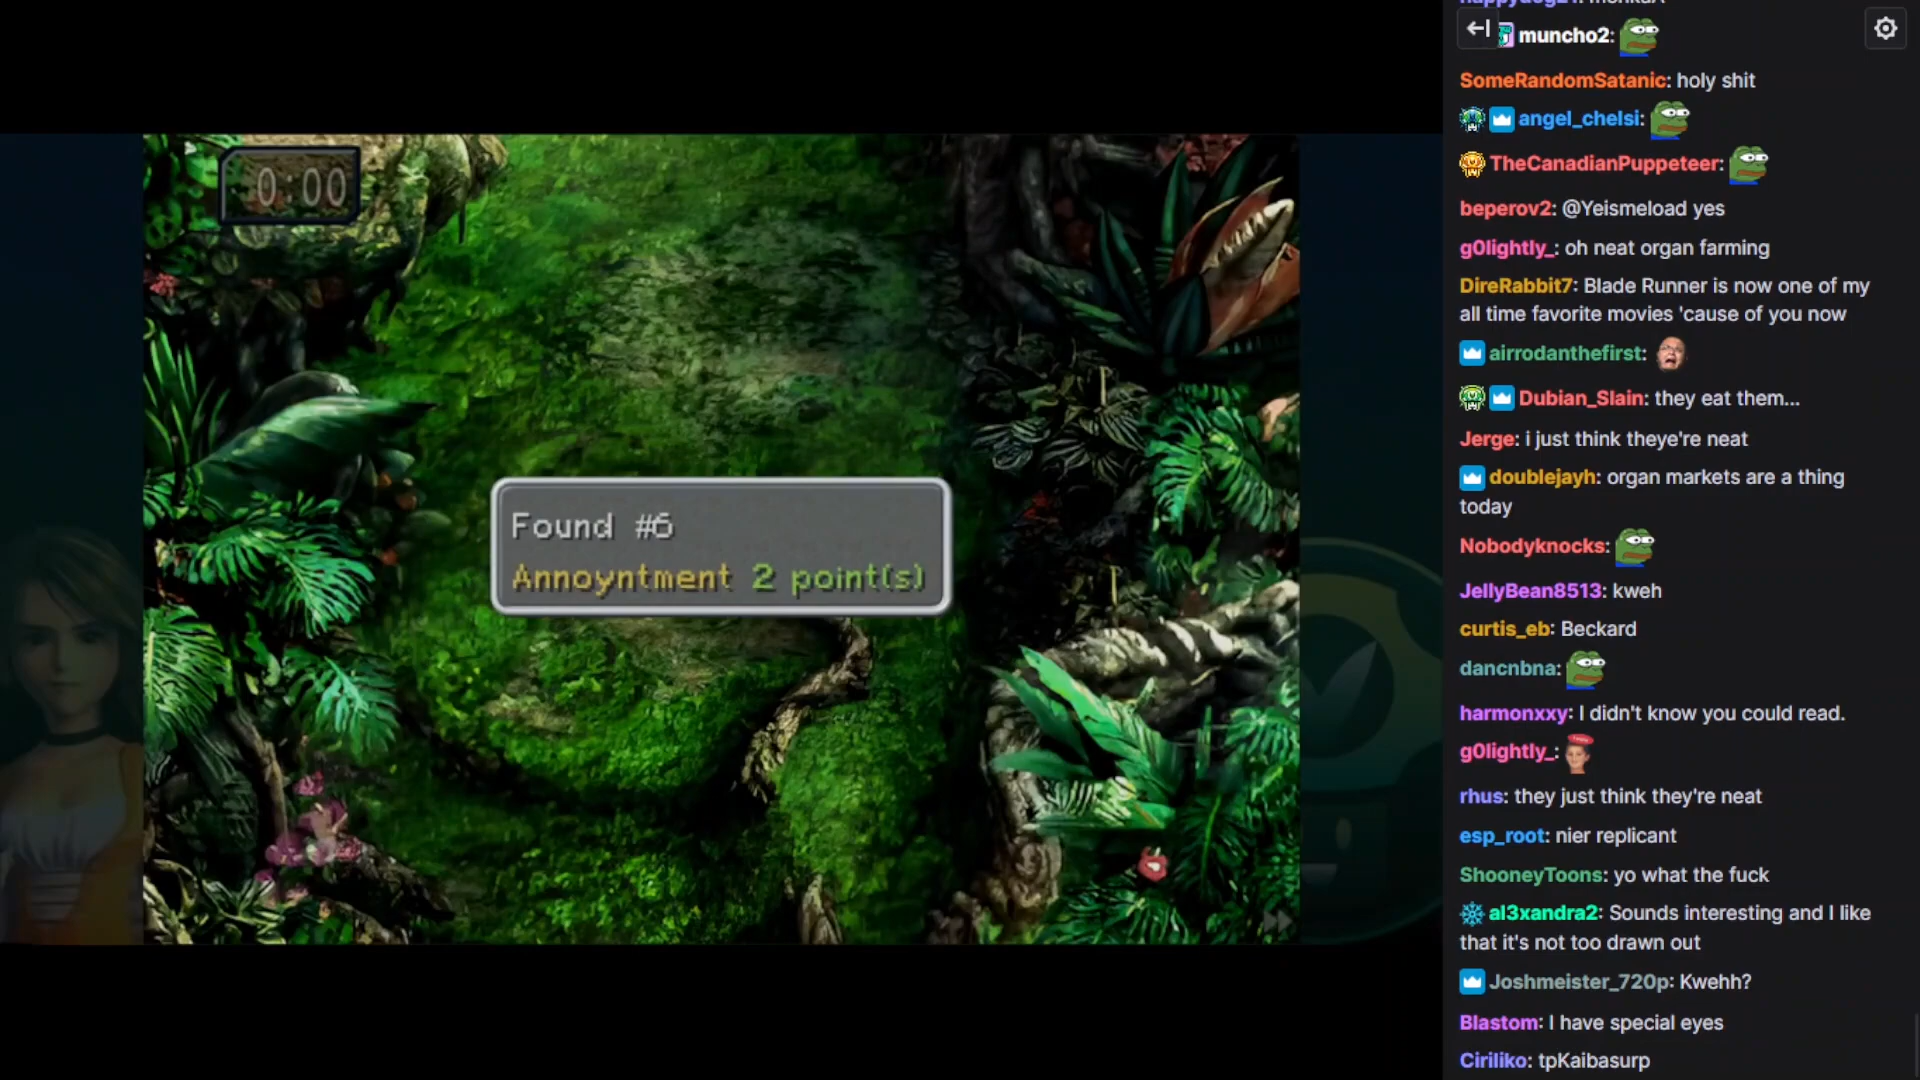 0:00
Found #6
Annoyntment 2 point(s)
muncho2:
SomeRandomSatanic: holy shit
angel_chelsi:
TheCanadianPuppeteer:
beperov2: @Yeismeload yes
g0lightly_: oh neat organ farming
DireRabbit7: Blade Runner is now one of my
all time favorite movies 'cause of you now
airrodanthefirst:
Dubian_Slain: they eat them...
Jerge: i just think theye're neat
doublejayh: organ markets are a thing
today
Nobodyknocks:
JellyBean8513: kweh
curtis_eb: Beckard
dancnbna:
harmonxxy: I didn't know you could read.
g0lightly_:
rhus: they just think they're neat
esp_root: nier replicant
ShooneyToons: yo what the fuck
al3xandra2: Sounds interesting and I like
that it's not too drawn out
Joshmeister_720p: Kwehh?
Blastom: I have special eyes
Ciriliko: tpKaibasurp